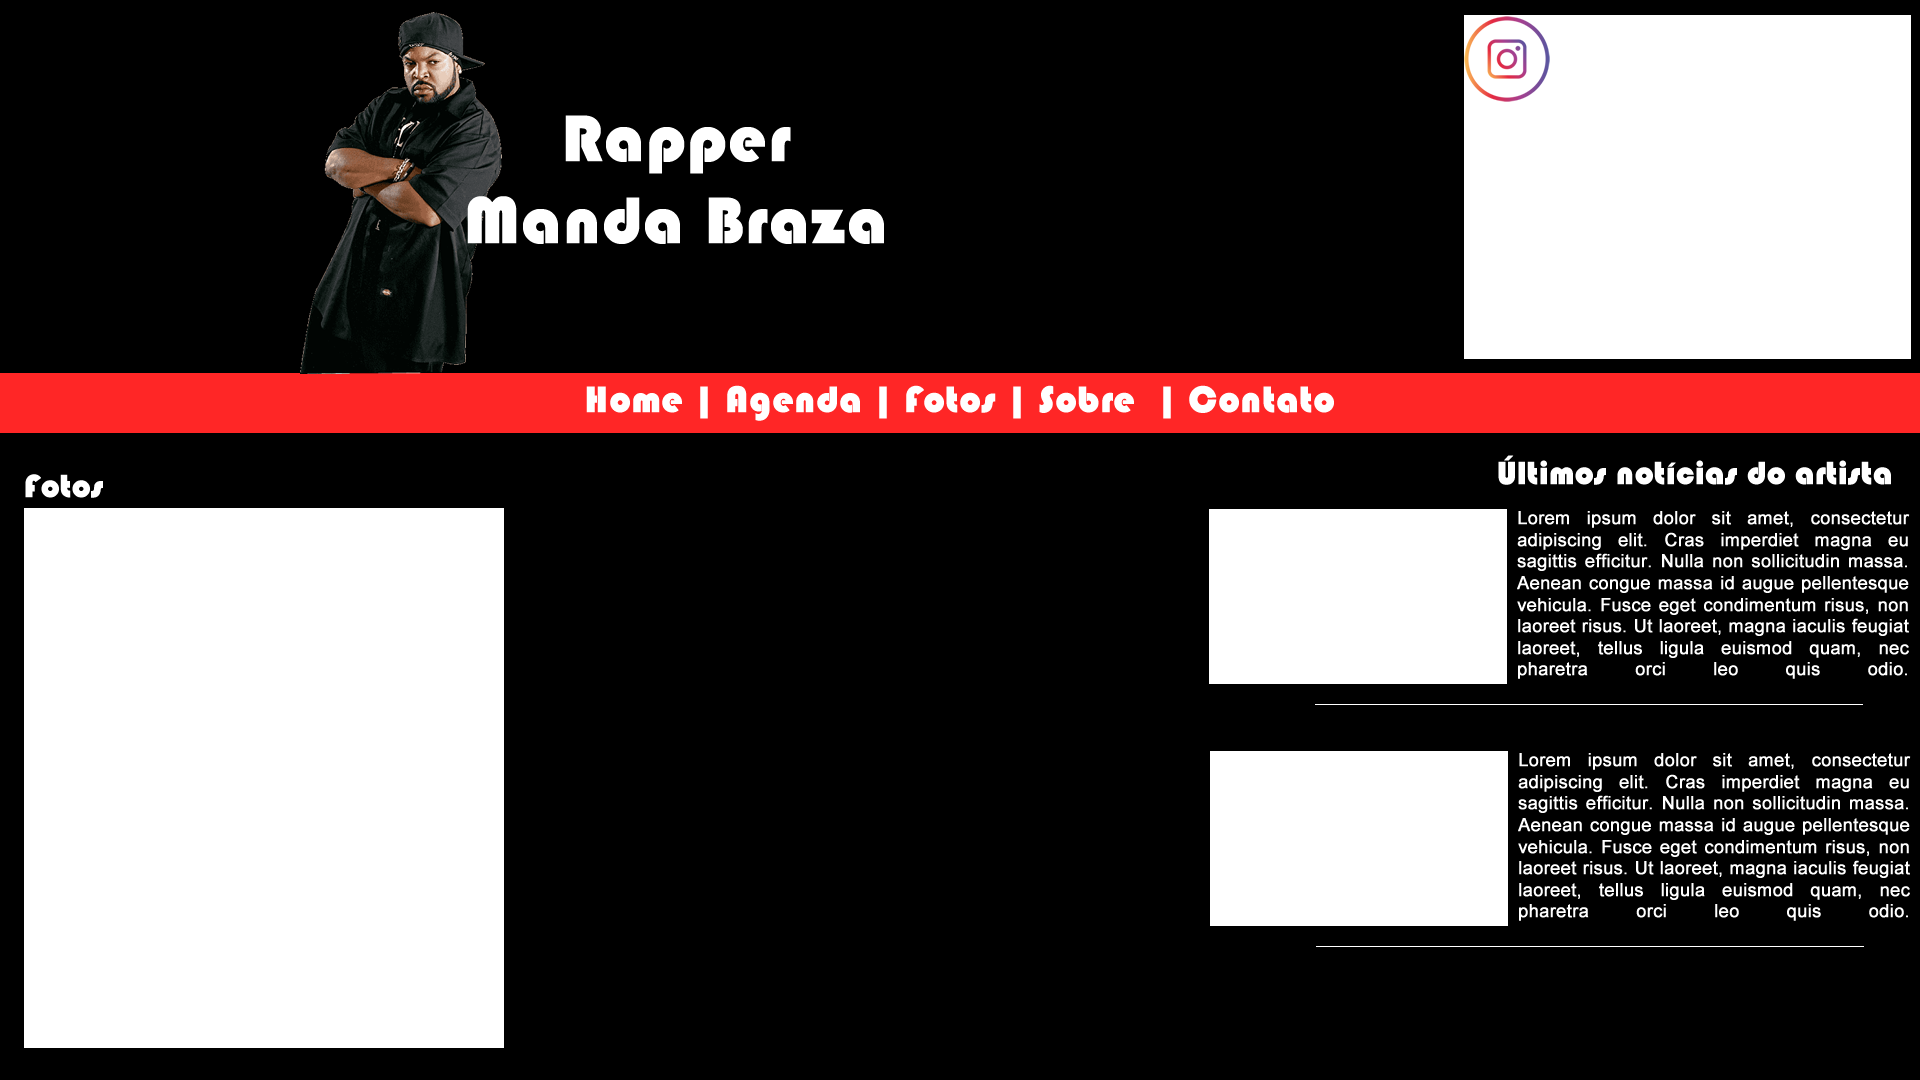 Rapper
Manda Braza
Home | Agenda | Fotos | Sobre | Contato
Fotos
Últimos notícias do artista
Lorem ipsum dolor sit amet, consectetur
adipiscing elit. Cras imperdiet magna eu
sagittis efficitur. Nulla non sollicitudin massa.
Aenean congue massa id augue pellentesque
vehicula. Fusce eget condimentum risus, non
laoreet risus. Ut laoreet, magna iaculis feugiat
laoreet, tellus ligula euismod quam, nec
pharetra orci leo quis odio.
Lorem ipsum dolor sit amet, consectetur
adipiscing elit. Cras imperdiet magna eu
sagittis efficitur. Nulla non sollicitudin massa.
Aenean congue massa id augue pellentesque
vehicula. Fusce eget condimentum risus, non
laoreet risus. Ut laoreet, magna iaculis feugiat
laoreet, tellus ligula euismod quam, nec
pharetra orci leo quis odio.